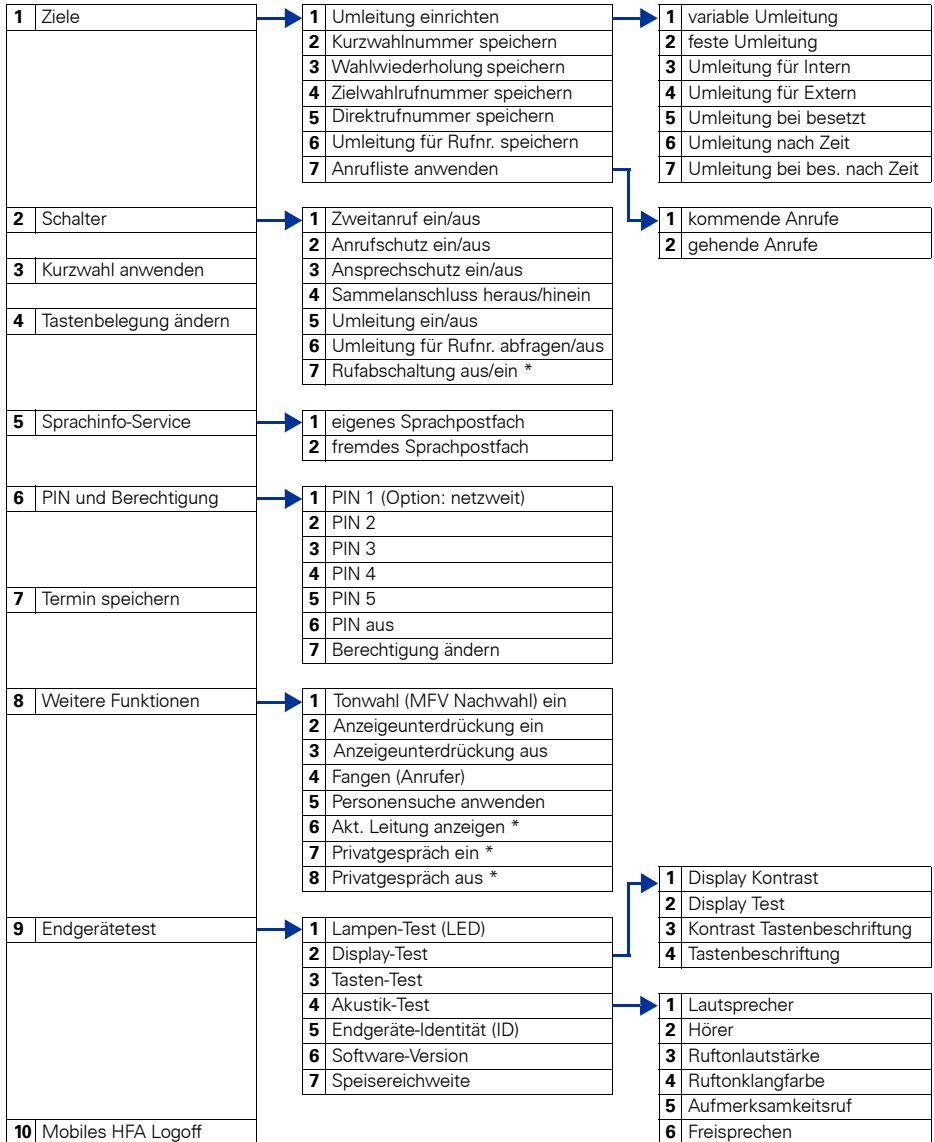 1 Ziele
1 Umleitung einrichten
2 Kurzwahlnummer speichern
3 Wahlwiederholung speichern
4 Zielwahlrufnummer speichern
5 Direktrufnummer speichern
6 Umleitung für Rufnr. speichern
7 Anrufliste anwenden
1 variable Umleitung
2 feste Umleitung
3 Umleitung für Intern
4 Umleitung für Extern
5 Umleitung bei besetzt
6 Umleitung nach Zeit
7 Umleitung bei bes. nach Zeit
1 kommende Anrufe
2 gehende Anrufe
2 Schalter
1 Zweitanruf ein/aus
2 Anrufschutz ein/aus
3 Ansprechschutz ein/aus
4 Sammelanschluss heraus/hinein
5 Umleitung ein/aus
6 Umleitung für Rufnr. abfragen/aus
7 Rufabschaltung aus/ein *
3 Kurzwahl anwenden
4 Tastenbelegung ändern
5 Sprachinfo-Service
1 eigenes Sprachpostfach
2 fremdes Sprachpostfach
6 PIN und Berechtigung
1 PIN 1 (Option: netzweit)
2 PIN 2
3 PIN 3
4 PIN 4
5 PIN 5
6 PIN aus
7 Berechtigung ändern
7 Termin speichern
8 Weitere Funktionen
1 Tonwahl (MFV Nachwahl) ein
2 Anzeigeunterdrückung ein
3 Anzeigeunterdrückung aus
4 Fangen (Anrufer)
5 Personensuche anwenden
6 Akt. Leitung anzeigen *
7 Privatgespräch ein *
8 Privatgespräch aus *
9 Endgerätetest
1 Lampen-Test (LED)
2 Display-Test
3 Tasten-Test
4 Akustik-Test
5 Endgeräte-Identität (ID)
6 Software-Version
7 Speisereichweite
1 Display Kontrast
2 Display Test
3 Kontrast Tastenbeschriftung
4 Tastenbeschriftung
1 Lautsprecher
2 Hörer
3 Ruftonlautstärke
4 Ruftonklangfarbe
5 Aufmerksamkeitsruf
6 Freisprechen
10 Mobiles HFA Logoff